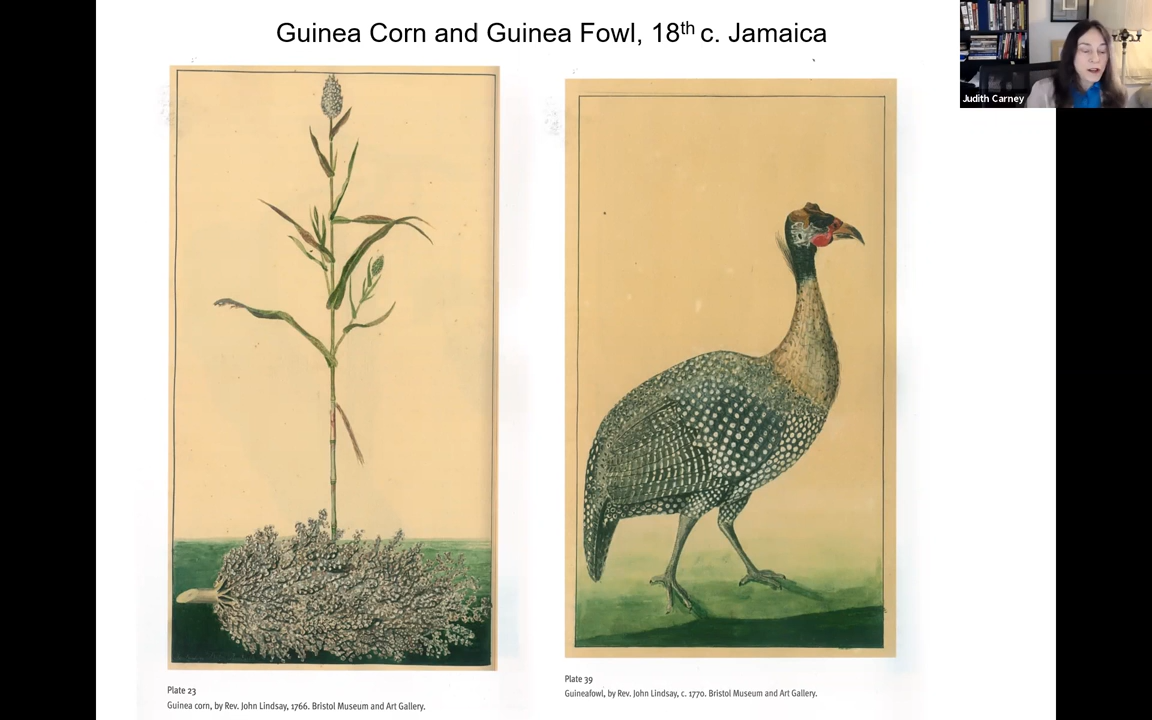 Guinea Corn and Guinea Fowl, 18th c. Jamaica
Judith Carney
Plate 23
Guinea corn, by Rev. John Lindsay, 1766. Bristol Museum and Art Gallery.
Plate 39
Guineafowl, by Rev. John Lindsay, c. 1770. Bristol Museum and Art Gallery.